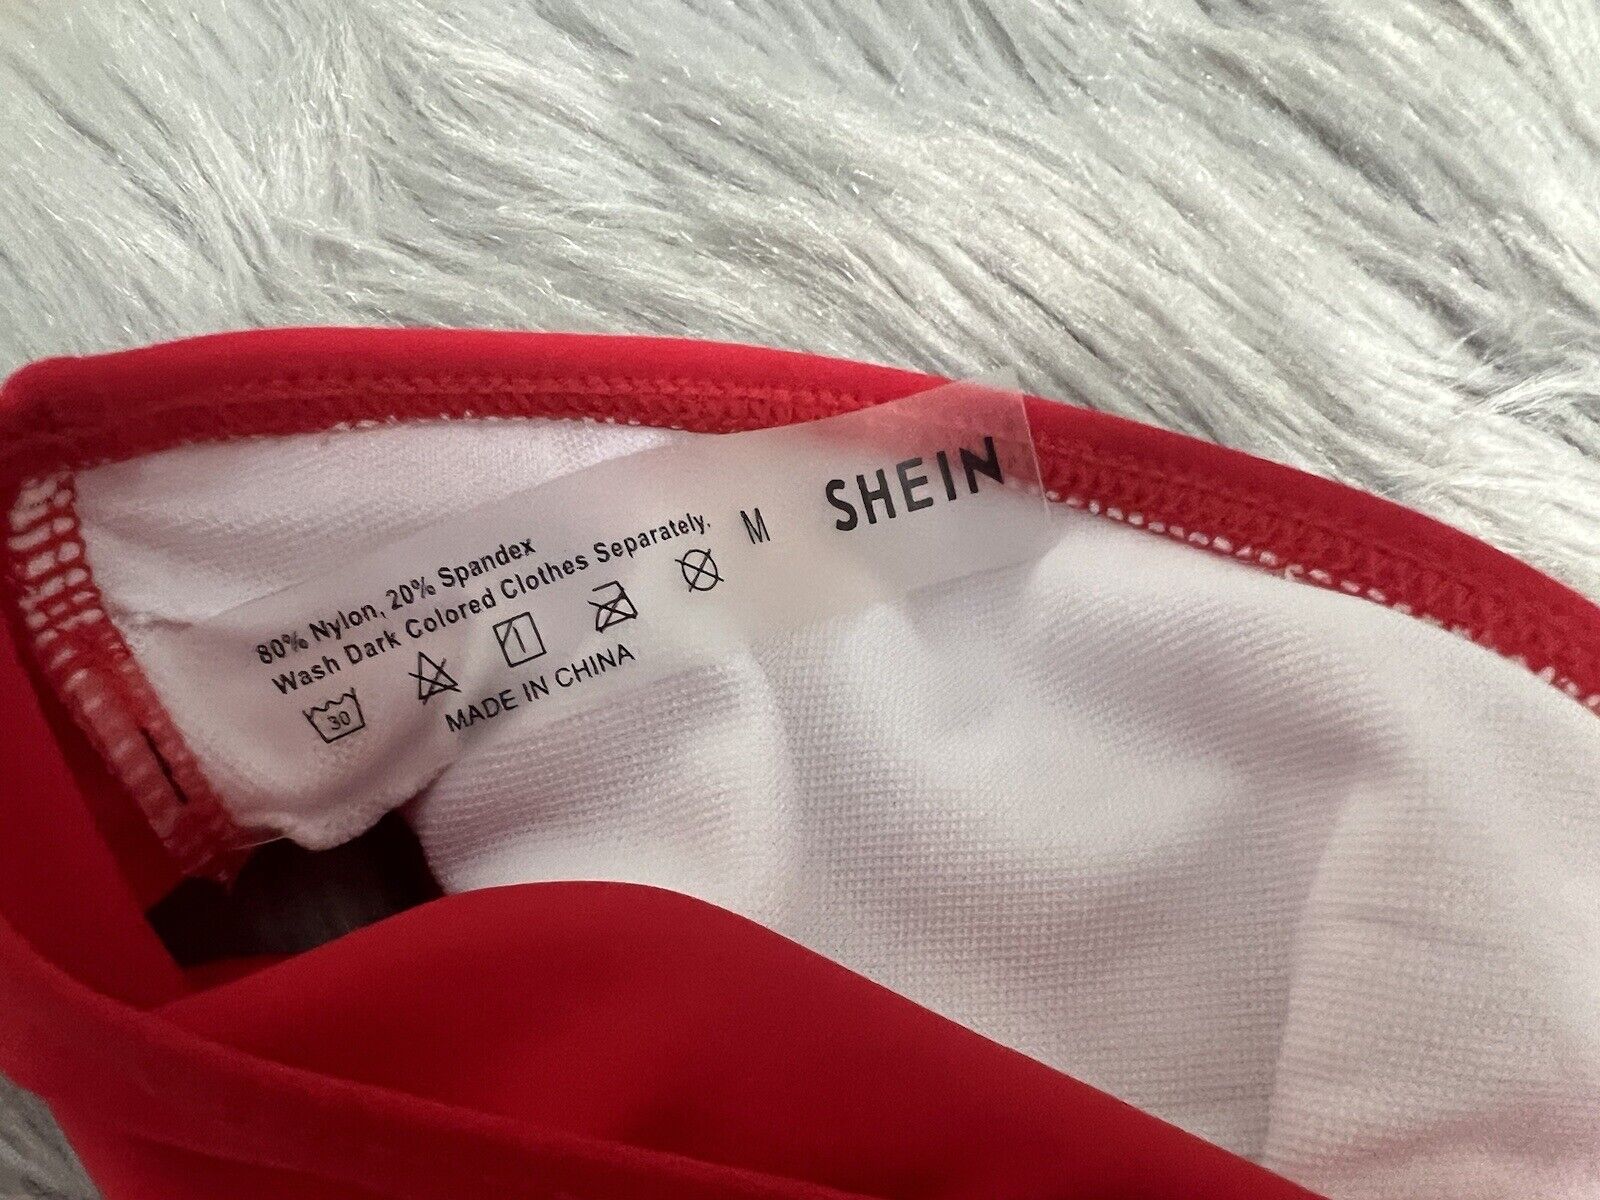 SHEIN
M
80% Nylon, 20% Spandex
Wash Dark Colored Clothes Separately.
30
MADE IN CHINA